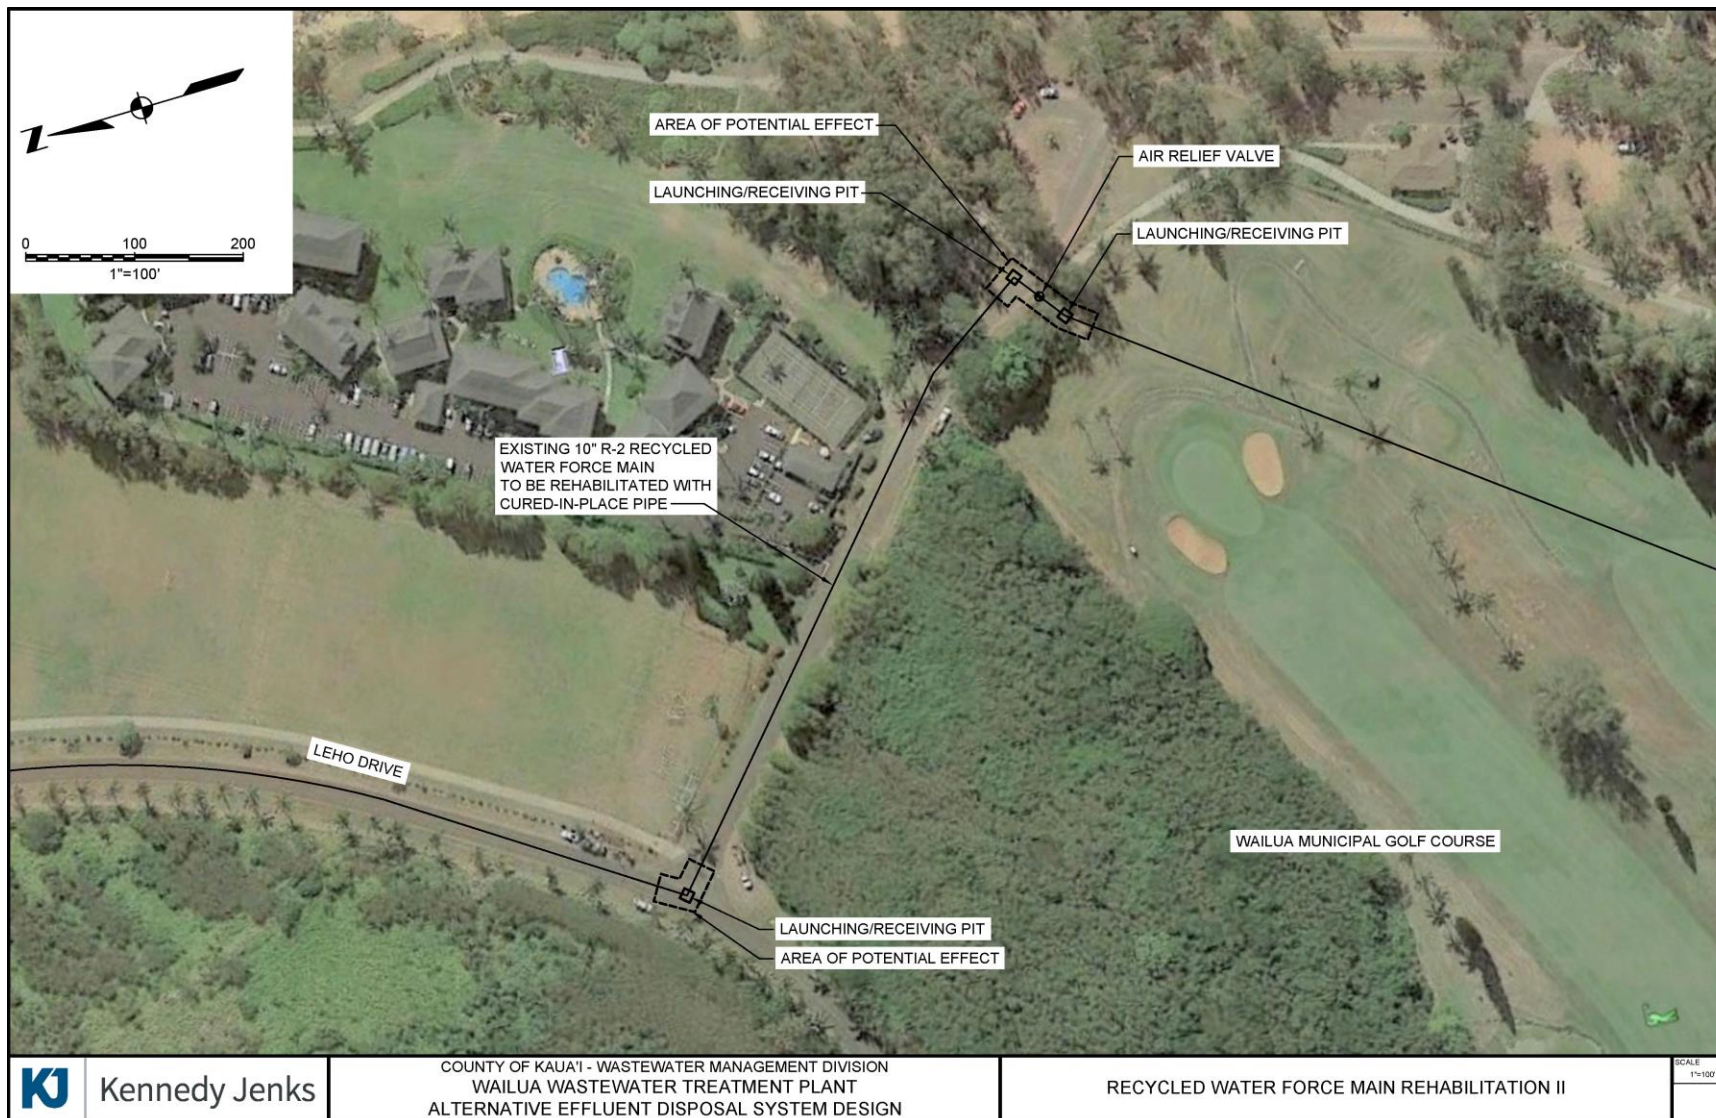 N
0 100 200
1"=100'
AREA OF POTENTIAL EFFECT
AIR RELIEF VALVE
LAUNCHING/RECEIVING PIT
LAUNCHING/RECEIVING PIT
EXISTING 10" R-2 RECYCLED
WATER FORCE MAIN
TO BE REHABILITATED WITH
CURED-IN-PLACE PIPE
LEHO DRIVE
WAILUA MUNICIPAL GOLF COURSE
LAUNCHING/RECEIVING PIT
AREA OF POTENTIAL EFFECT
KJ Kennedy Jenks
COUNTY OF KAUA'I - WASTEWATER MANAGEMENT DIVISION
WAILUA WASTEWATER TREATMENT PLANT
ALTERNATIVE EFFLUENT DISPOSAL SYSTEM DESIGN
RECYCLED WATER FORCE MAIN REHABILITATION II
SCALE
1"=100'